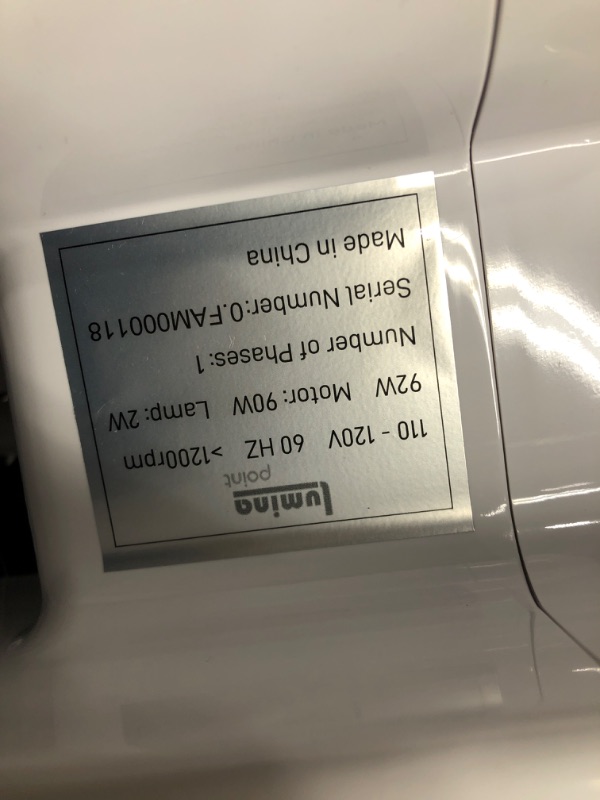 Lumina
point
110 - 120V 60 HZ >1200rpm
92W Motor: 90W Lamp: 2W
Number of Phases: 1
Serial Number:0.FAM000118
Made in China